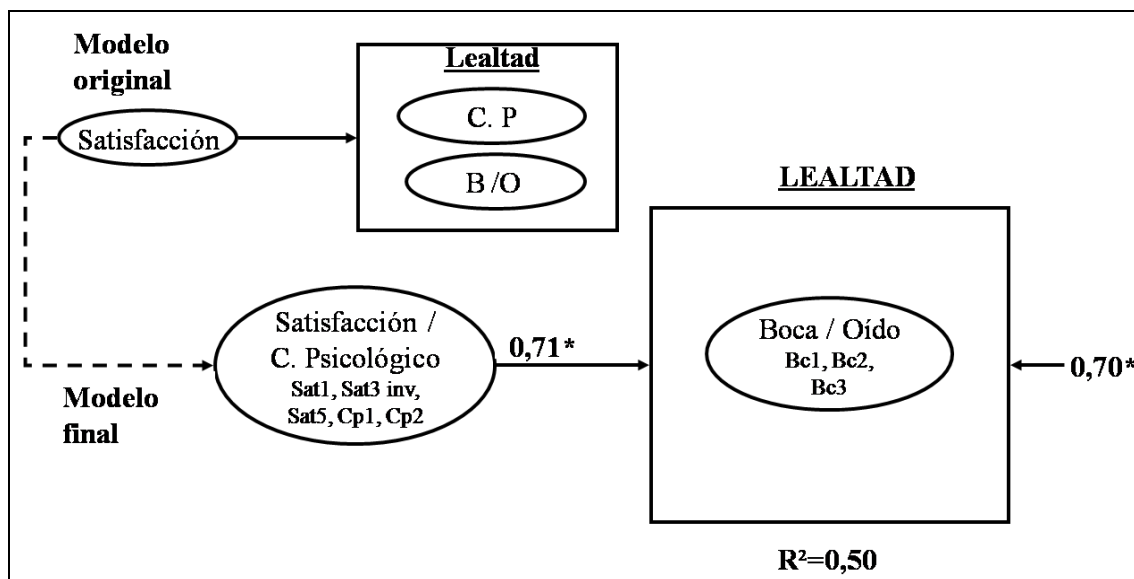 Modelo
original
Satisfacción
Lealtad
C. P
B /O
LEALTAD
Satisfacción /
C. Psicológico
Sat1, Sat3 inv,
Sat5, Cp1, Cp2
0,71*
Boca / Oído
Bc1, Bc2,
Bc3
0,70*
Modelo
final
R²=0,50